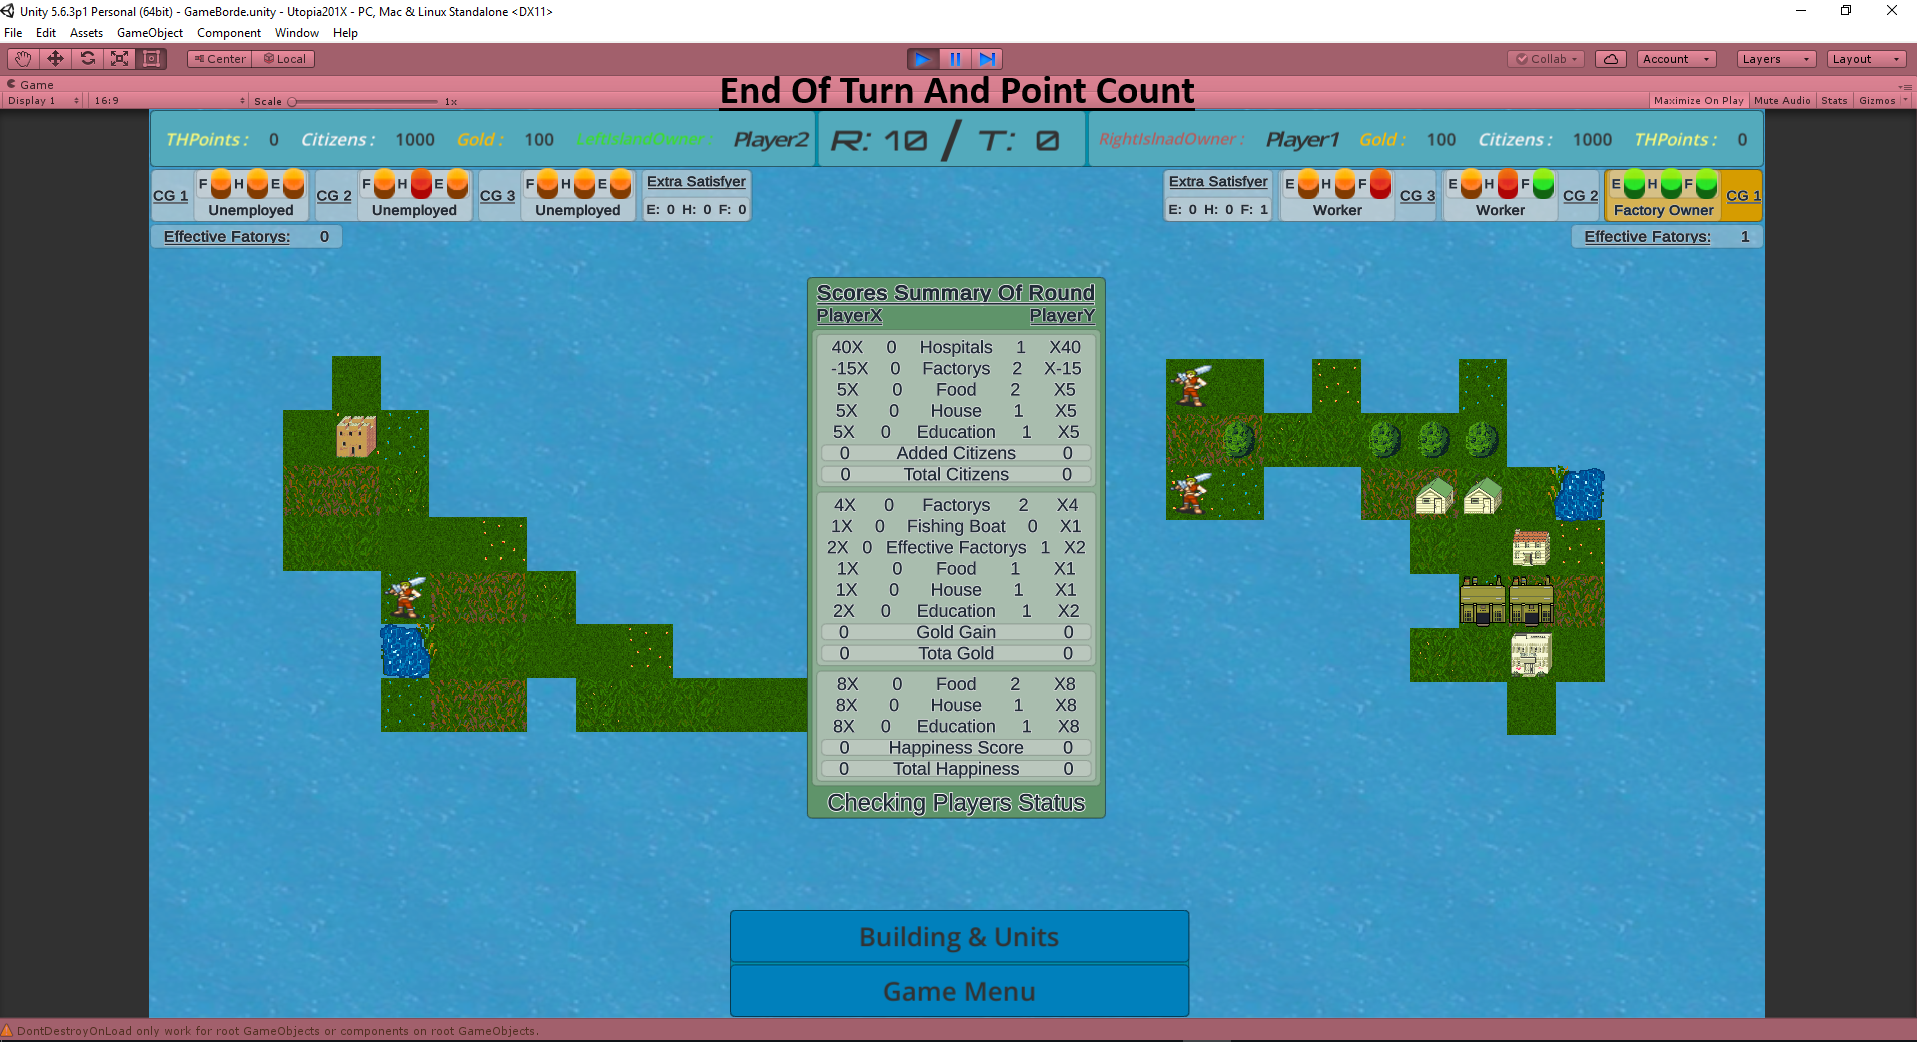 Unity 5.6.3p1 Personal (64bit) - GameBorde.unity - Utopia201X - PC, Mac & Linux Standalone <DX11>
File Edit Assets GameObject Component Window Help
Center Local Collab Account Layers Layout
Game
End Of Turn And Point Count
Display 1 16:9 Scale 1x Maximize On Play Mute Audio Stats Gizmos
THPoints : 0 Citizens : 1000 Gold : 100 LeftIslandOwner : Player2 R: 10 / T: 0 RightIslnadOwner : Player1 Gold : 100 Citizens : 1000 THPoints : 0
CG 1 F H E Unemployed
CG 2 F H E Unemployed
CG 3 F H E Unemployed
Extra Satisfyer
E: 0 H: 0 F: 0
Extra Satisfyer
E: 0 H: 0 F: 1
E H F Worker CG 3
E H F Worker CG 2
E H F Factory Owner CG 1
Effective Fatorys: 0
Effective Fatorys: 1
Scores Summary Of Round
PlayerX PlayerY
40X 0 Hospitals 1 X40
-15X 0 Factorys 2 X-15
5X 0 Food 2 X5
5X 0 House 1 X5
5X 0 Education 1 X5
0 Added Citizens 0
0 Total Citizens 0
4X 0 Factorys 2 X4
1X 0 Fishing Boat 0 X1
2X 0 Effective Factorys 1 X2
1X 0 Food 1 X1
1X 0 House 1 X1
2X 0 Education 1 X2
0 Gold Gain 0
0 Tota Gold 0
8X 0 Food 2 X8
8X 0 House 1 X8
8X 0 Education 1 X8
0 Happiness Score 0
0 Total Happiness 0
Checking Players Status
Building & Units
Game Menu
DontDestroyOnLoad only work for root GameObjects or components on root GameObjects.